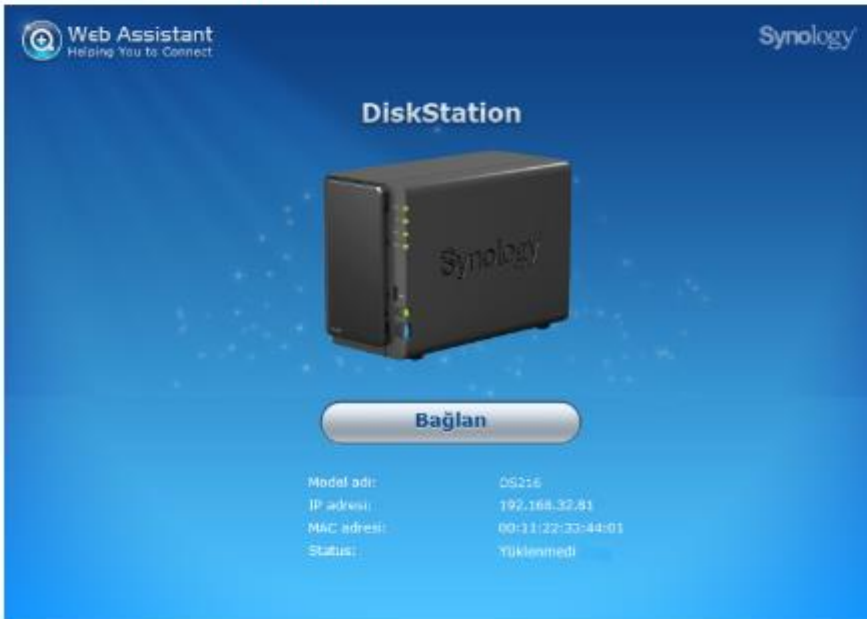 Web Assistant
Helping You to Connect
Synology
DiskStation
Synology
Bağlan
Model adı: DS216
IP adresi: 192.168.32.81
MAC adresi: 00:11:22:33:44:01
Status: Yüklenmedi